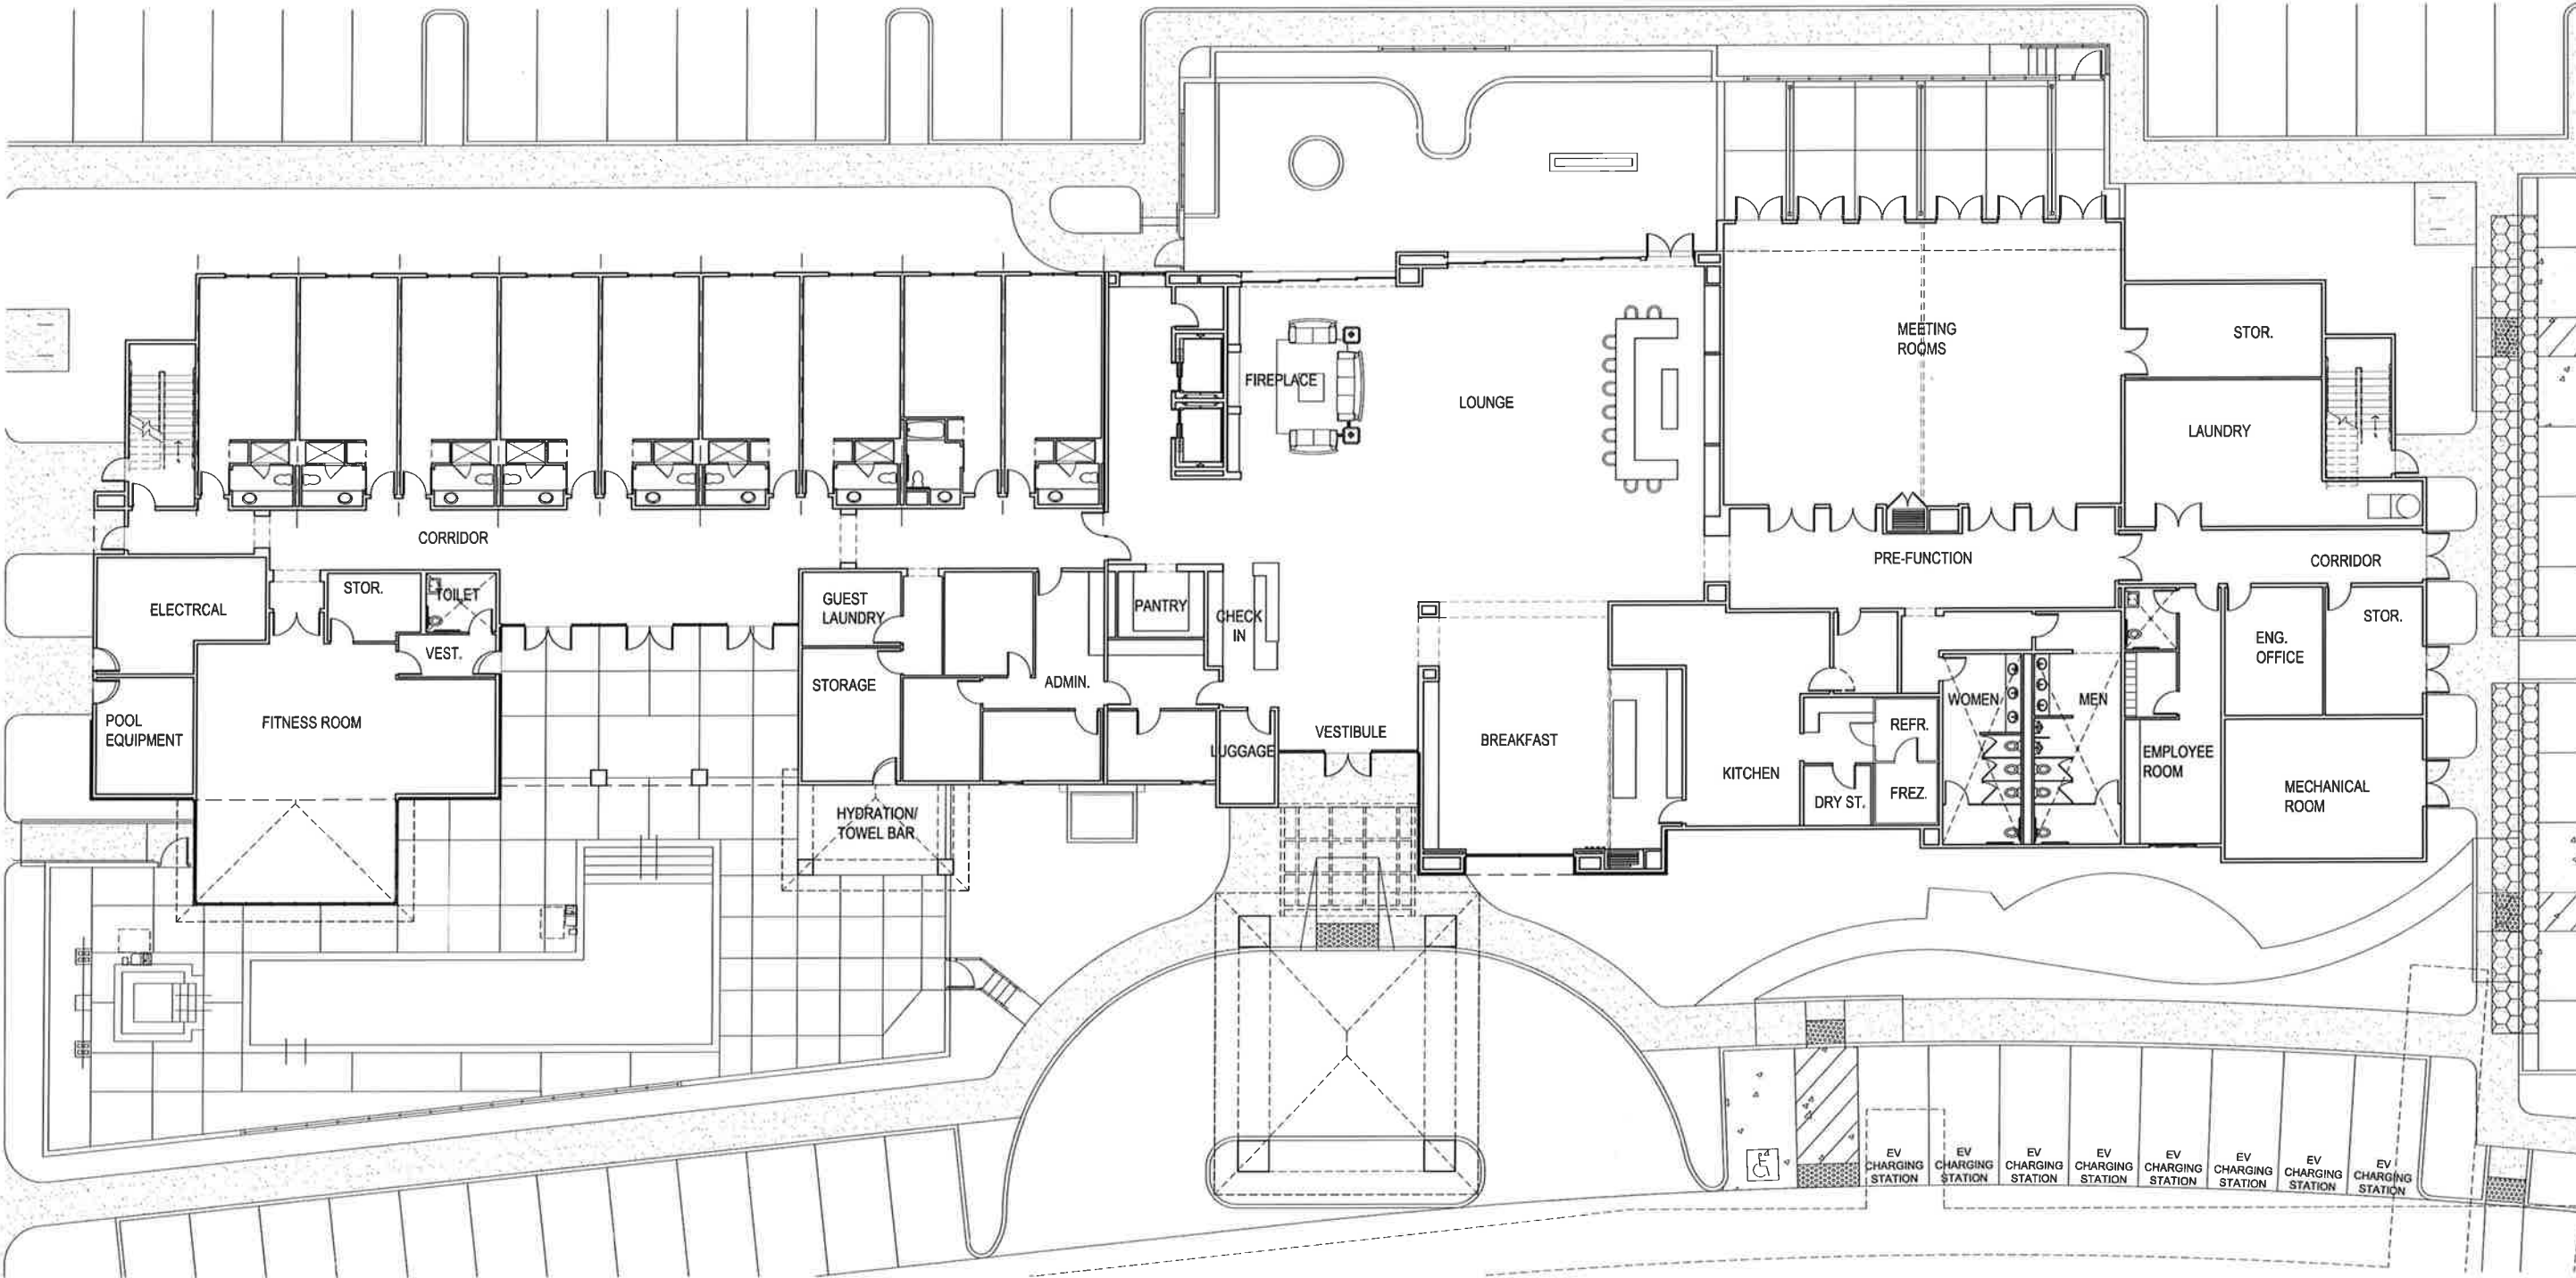 MEETING
ROOMS
STOR.
FIREPLACE
LOUNGE
LAUNDRY
CORRIDOR
PRE-FUNCTION
CORRIDOR
ELECTRCAL
STOR.
TOILET
GUEST
LAUNDRY
PANTRY
CHECK
IN
STOR.
ENG.
OFFICE
VEST.
STORAGE
ADMIN.
WOMEN
MEN
POOL
EQUIPMENT
FITNESS ROOM
LUGGAGE
VESTIBULE
BREAKFAST
REFR.
KITCHEN
EMPLOYEE
ROOM
DRY ST.
FREZ.
MECHANICAL
ROOM
HYDRATION/
TOWEL BAR
EV
CHARGING
STATION
EV
CHARGING
STATION
EV
CHARGING
STATION
EV
CHARGING
STATION
EV
CHARGING
STATION
EV
CHARGING
STATION
EV
CHARGING
STATION
EV
CHARGING
STATION